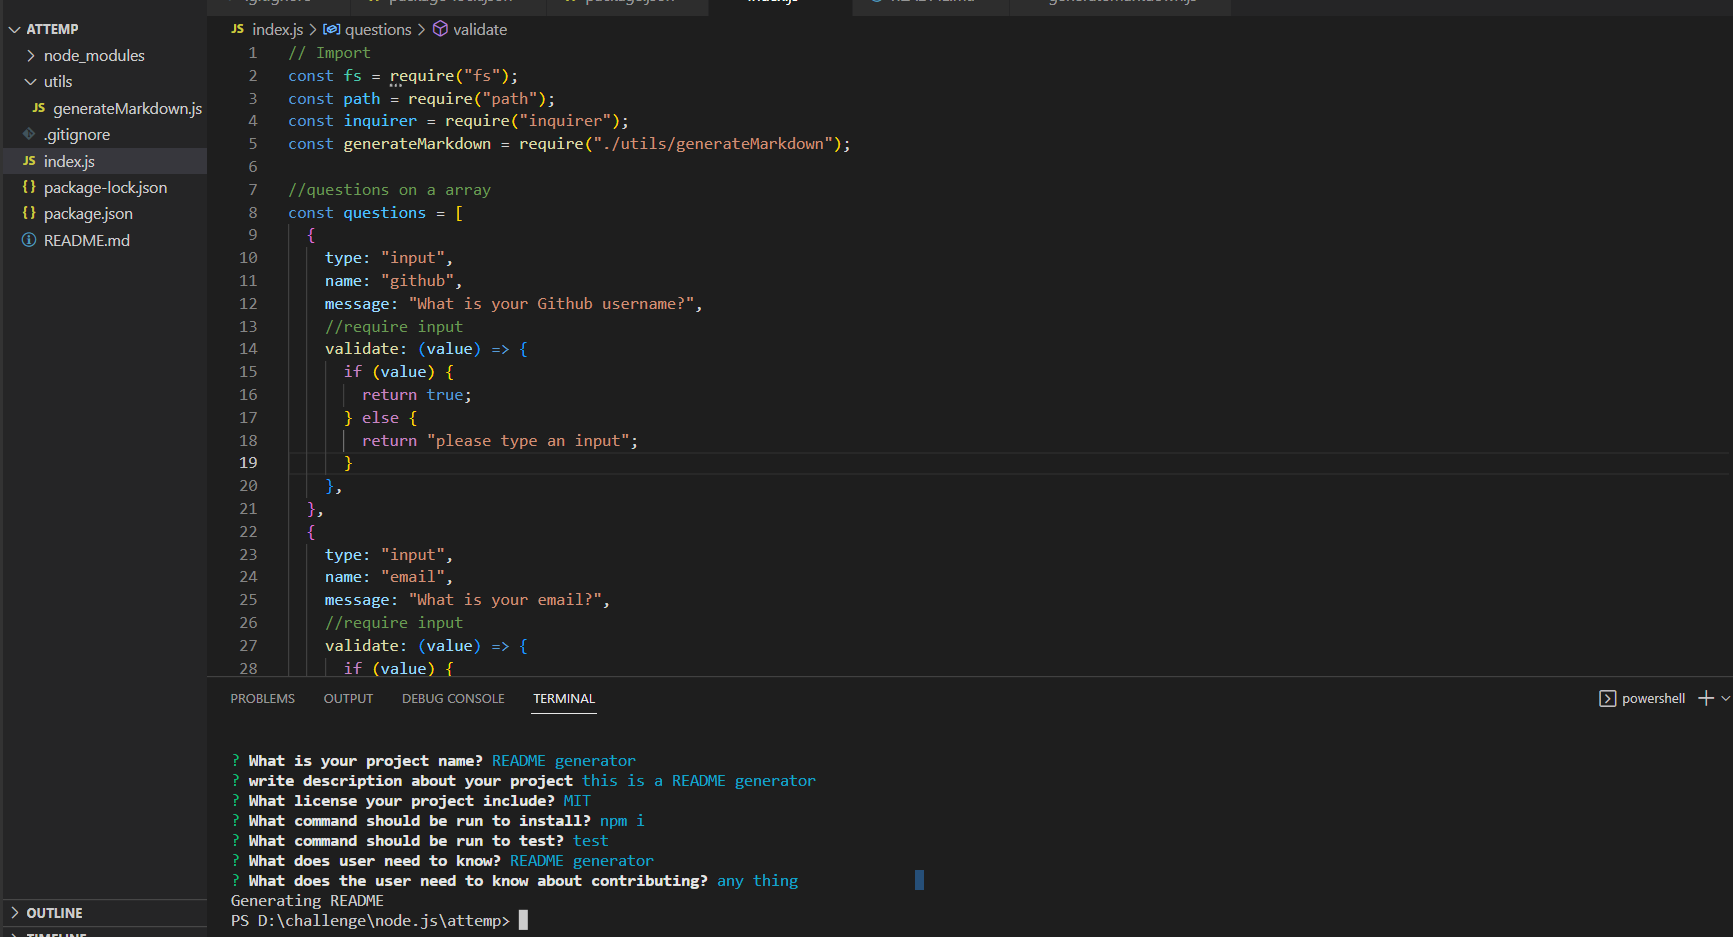 ATTEMP
node_modules
utils
JS generateMarkdown.js
.gitignore
JS index.js
{} package-lock.json
{} package.json
README.md
OUTLINE
TIMELINE
index.js
JS index.js > questions > validate
1 // Import
2 const fs = require("fs");
3 const path = require("path");
4 const inquirer = require("inquirer");
5 const generateMarkdown = require("./utils/generateMarkdown");
6
7 //questions on a array
8 const questions = [
9 {
10 type: "input",
11 name: "github",
12 message: "What is your Github username?",
13 //require input
14 validate: (value) => {
15 if (value) {
16 return true;
17 } else {
18 return "please type an input";
19 }
20 },
21 },
22 {
23 type: "input",
24 name: "email",
25 message: "What is your email?",
26 //require input
27 validate: (value) => {
28 if (value) {
PROBLEMS OUTPUT DEBUG CONSOLE TERMINAL powershell
? What is your project name? README generator
? write description about your project this is a README generator
? What license your project include? MIT
? What command should be run to install? npm i
? What command should be run to test? test
? What does user need to know? README generator
? What does the user need to know about contributing? any thing
Generating README
PS D:\challenge\node.js\attemp>